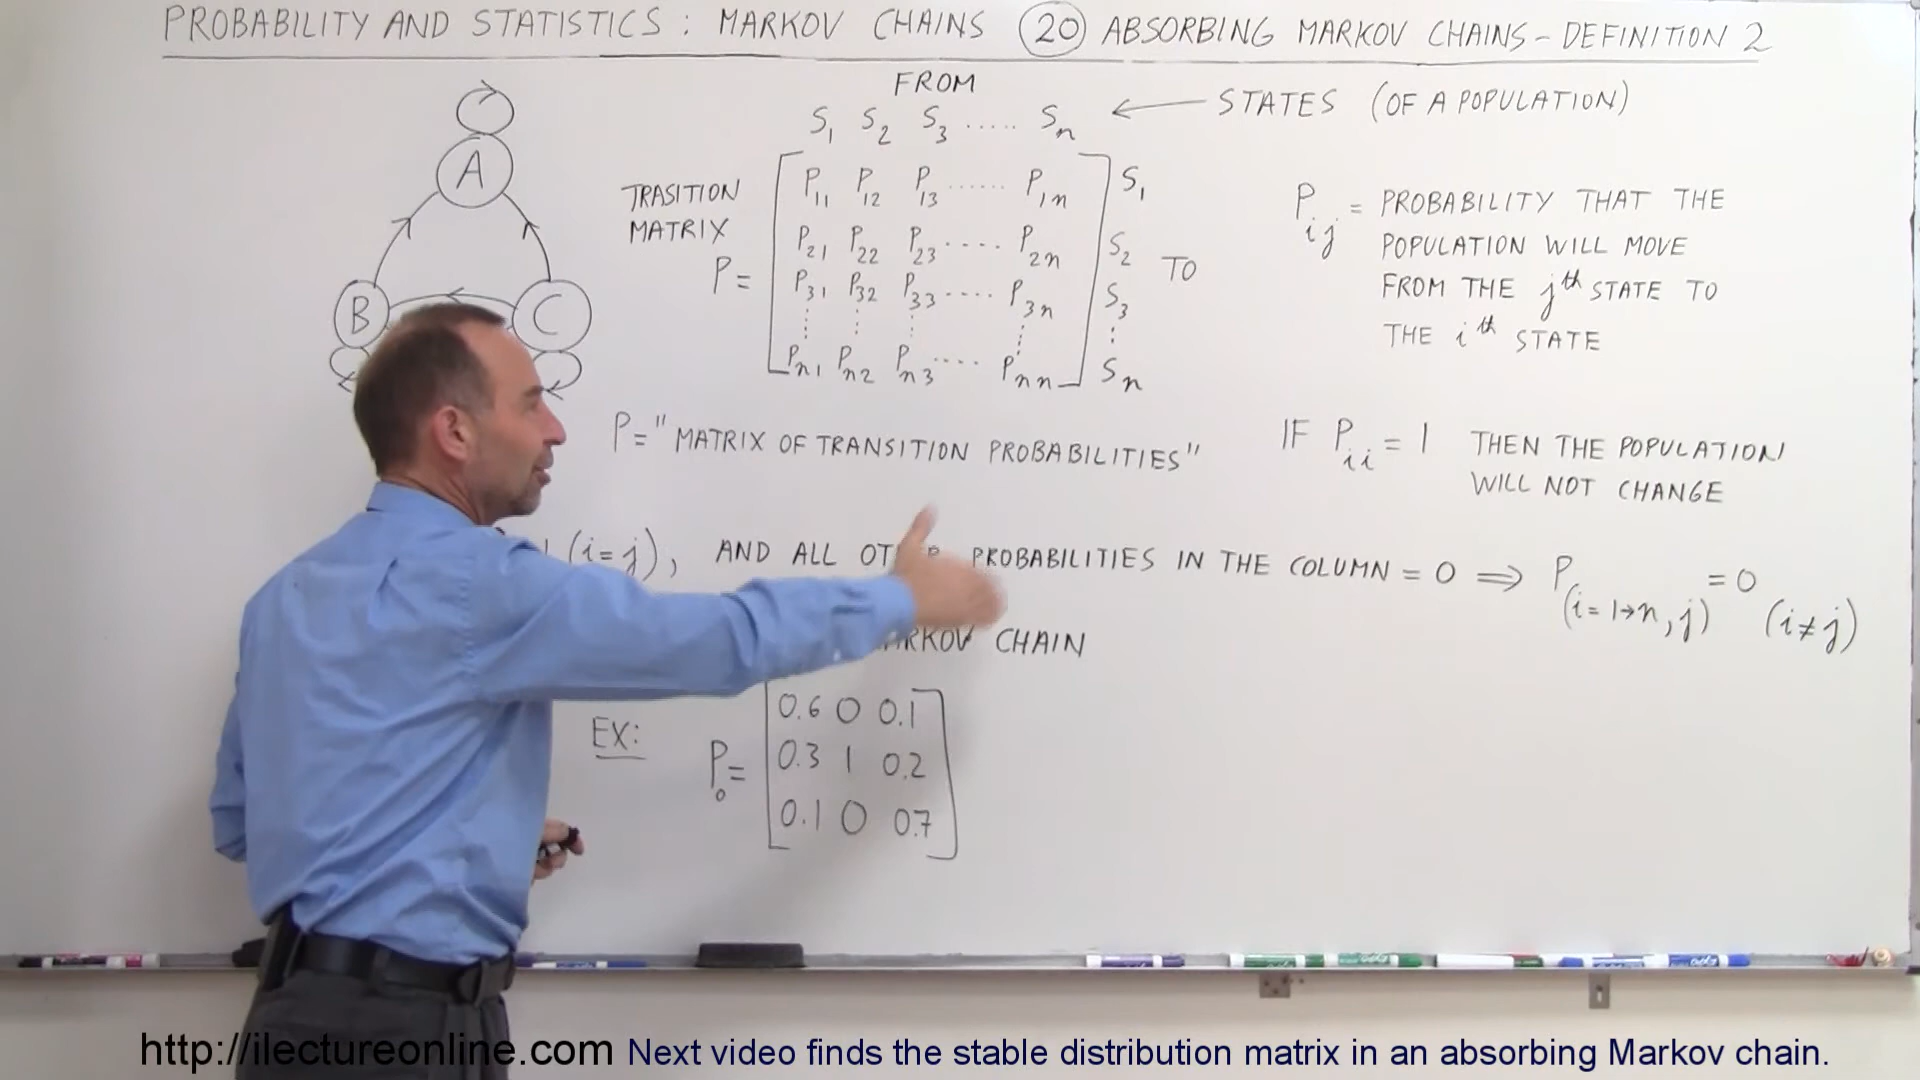 PROBABILITY AND STATISTICS: MARKOV CHAINS 20 ABSORBING MARKOV CHAINS - DEFINITION 2
A
B
C
FROM
S1 S2 S3 ..... Sn
← STATES (OF A POPULATION)
TRASITION
MATRIX
P =
P11 P12 P13 ...... P1n S1
P21 P22 P23 ..... P2n S2
P31 P32 P33 ..... P3n S3
Pn1 Pn2 Pn3 .... Pnn Sn
TO
Pij = PROBABILITY THAT THE
POPULATION WILL MOVE
FROM THE jth STATE TO
THE ith STATE
P = "MATRIX OF TRANSITION PROBABILITIES"
IF Pii = 1 THEN THE POPULATION
WILL NOT CHANGE
(i=j), AND ALL PROBABILITIES IN THE COLUMN = 0 ⇒ P(i=1→n, j) = 0 (i≠j)
CHAIN
EX:
P0 =
0.6 0 0.1
0.3 1 0.2
0.1 0 0.7
http://ilectureonline.com Next video finds the stable distribution matrix in an absorbing Markov chain.